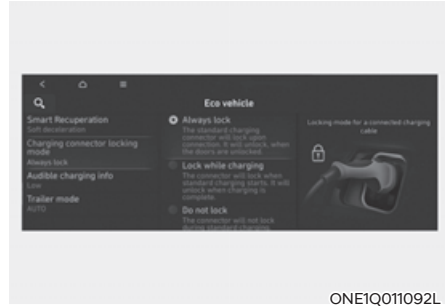 Eco vehicle
Smart Recuperation
Soft deceleration
Charging connector locking
mode
Always lock
Audible charging info
Low
Trailer mode
AUTO
Always lock
The standard charging
connector will lock upon
connection. It will unlock, when
the doors are unlocked.
Lock while charging
The connector will lock when
standard charging starts. It will
unlock when charging is
complete.
Do not lock
The connector will not lock
during standard charging.
Locking mode for a connected charging
cable
ONE1Q011092L